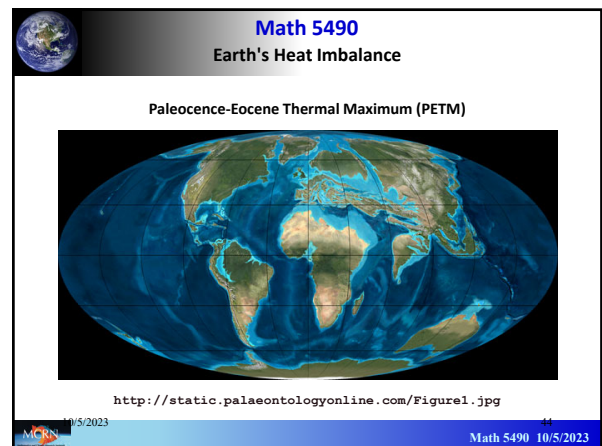 Math 5490
Earth's Heat Imbalance
Paleocence-Eocene Thermal Maximum (PETM)
http://static.palaeontologyonline.com/Figure1.jpg
10/5/2023
44
MCRN
Math 5490 10/5/2023